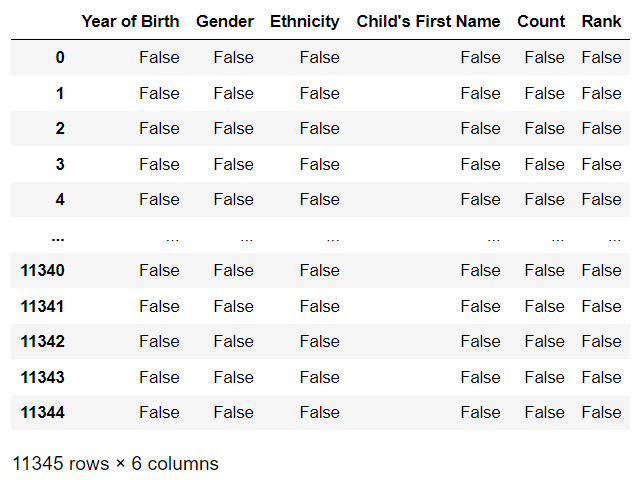 Year of Birth Gender Ethnicity Child's First Name Count Rank
0 False False False False False False
1 False False False False False False
2 False False False False False False
3 False False False False False False
4 False False False False False False
... ... ... ... ... ... ...
11340 False False False False False False
11341 False False False False False False
11342 False False False False False False
11343 False False False False False False
11344 False False False False False False
11345 rows × 6 columns